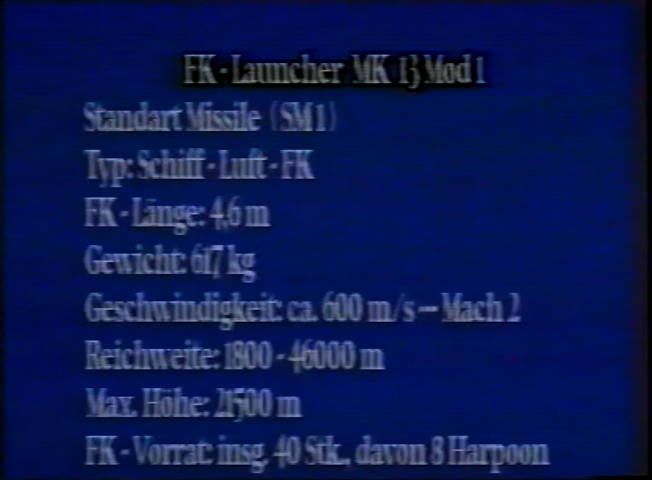 FK - Launcher MK 13 Mod 1
Standart Missile (SM 1)
Typ: Schiff - Luft - FK
FK - Länge: 4,6 m
Gewicht: 617 kg
Geschwindigkeit: ca. 600 m/s – Mach 2
Reichweite: 1800 - 46000 m
Max. Höhe: 21500 m
FK - Vorrat: insg. 40 Stk., davon 8 Harpoon